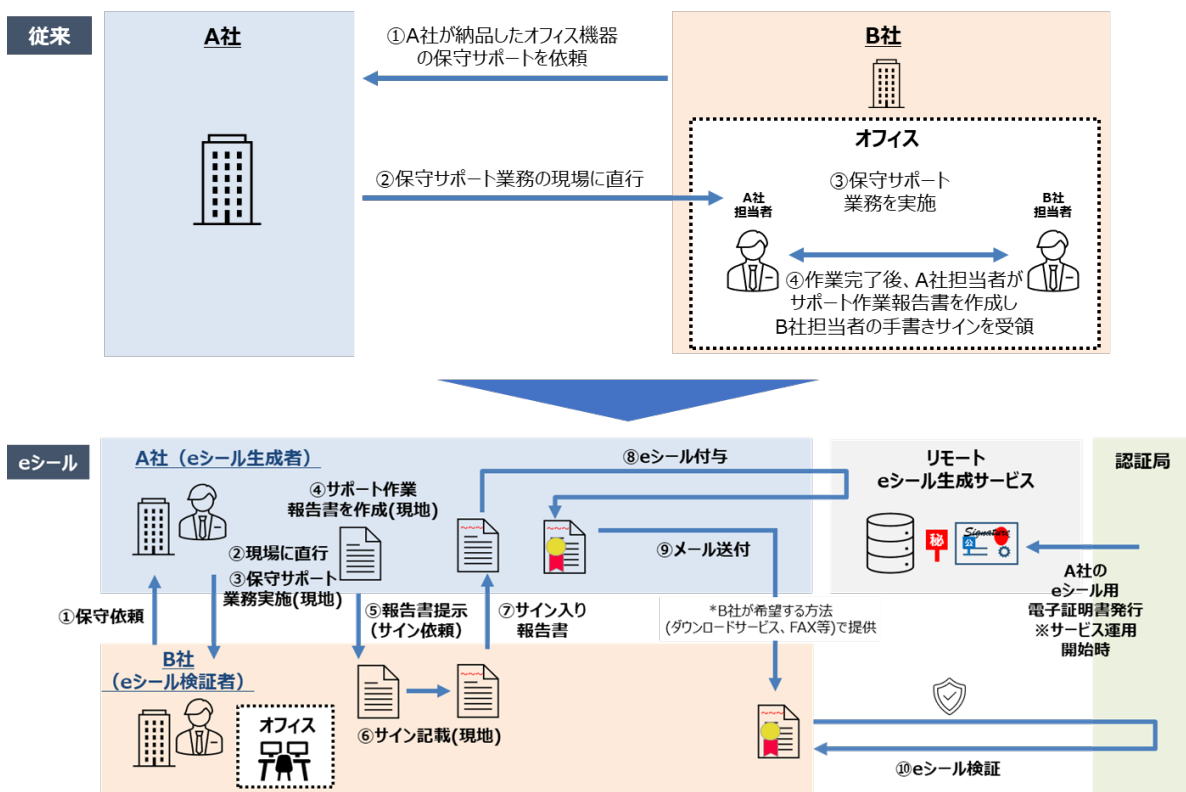 従来
A社
①A社が納品したオフィス機器
の保守サポートを依頼
B社
オフィス
②保守サポート業務の現場に直行
③保守サポート
業務を実施
A社
担当者
B社
担当者
④作業完了後、A社担当者が
サポート作業報告書を作成し
B社担当者の手書きサインを受領
eシール
A社（eシール生成者）
⑧eシール付与
リモート
eシール生成サービス
認証局
④サポート作業
報告書を作成(現地)
秘
Signature
公
②現場に直行
③保守サポート
業務実施(現地)
⑨メール送付
A社の
eシール用
電子証明書発行
※サービス運用
開始時
①保守依頼
⑤報告書提示
(サイン依頼)
⑦サイン入り
報告書
*B社が希望する方法
(ダウンロードサービス、FAX等)で提供
B社
（eシール検証者）
オフィス
⑥サイン記載(現地)
⑩eシール検証